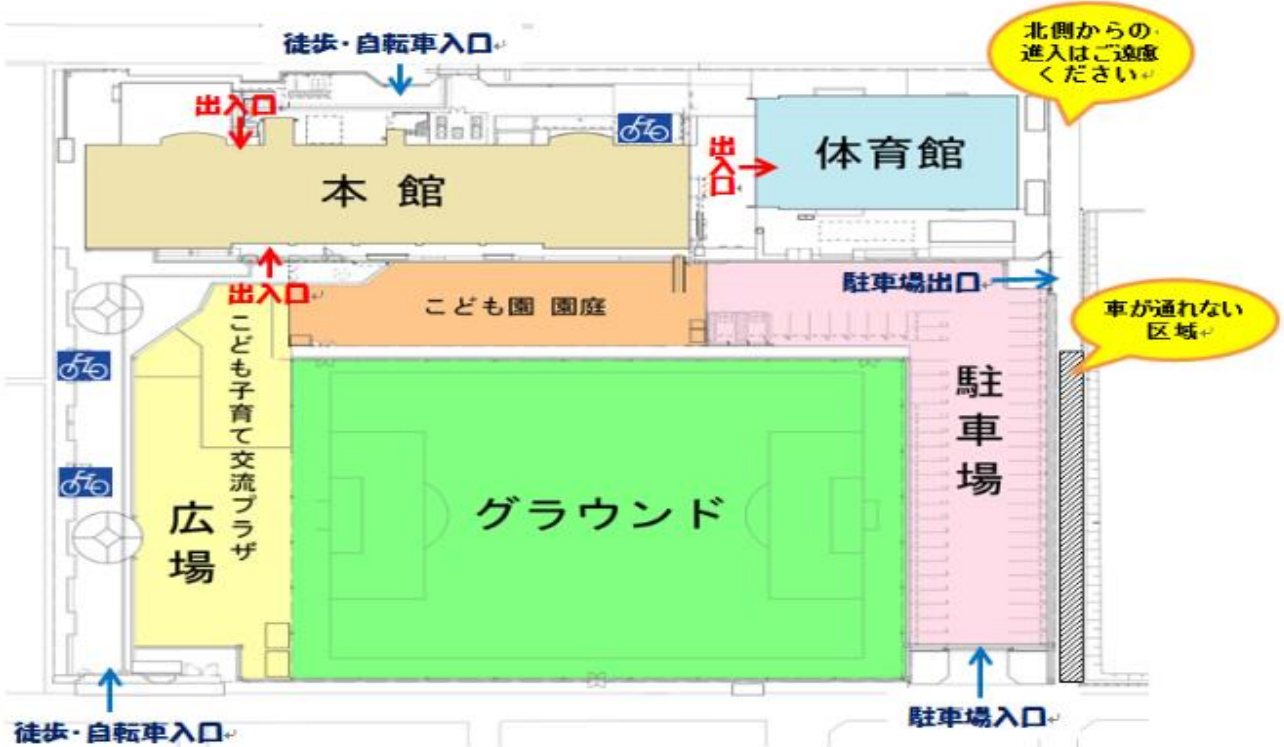 徒歩・自転車入口
北側からの
進入はご遠慮
ください
出入口
出入口
体育館
本館
出入口
駐車場出口
こども園 園庭
車が通れない
区域
こども子育て交流プラザ
駐車場
グラウンド
広場
徒歩・自転車入口
駐車場入口